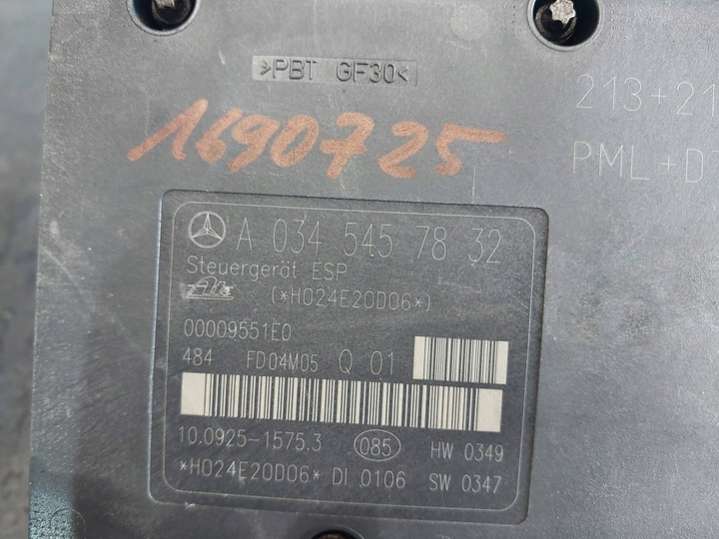 >PBT GF30<
213+21
1690725
PML+D
A 034 545 78 32
Steuergerät ESP
Ate (*H024E20D06*)
00009551E0
484 FD04M05 Q 01
10.0925-1575.3 085 HW 0349
*H024E20D06* DI 0106 SW 0347